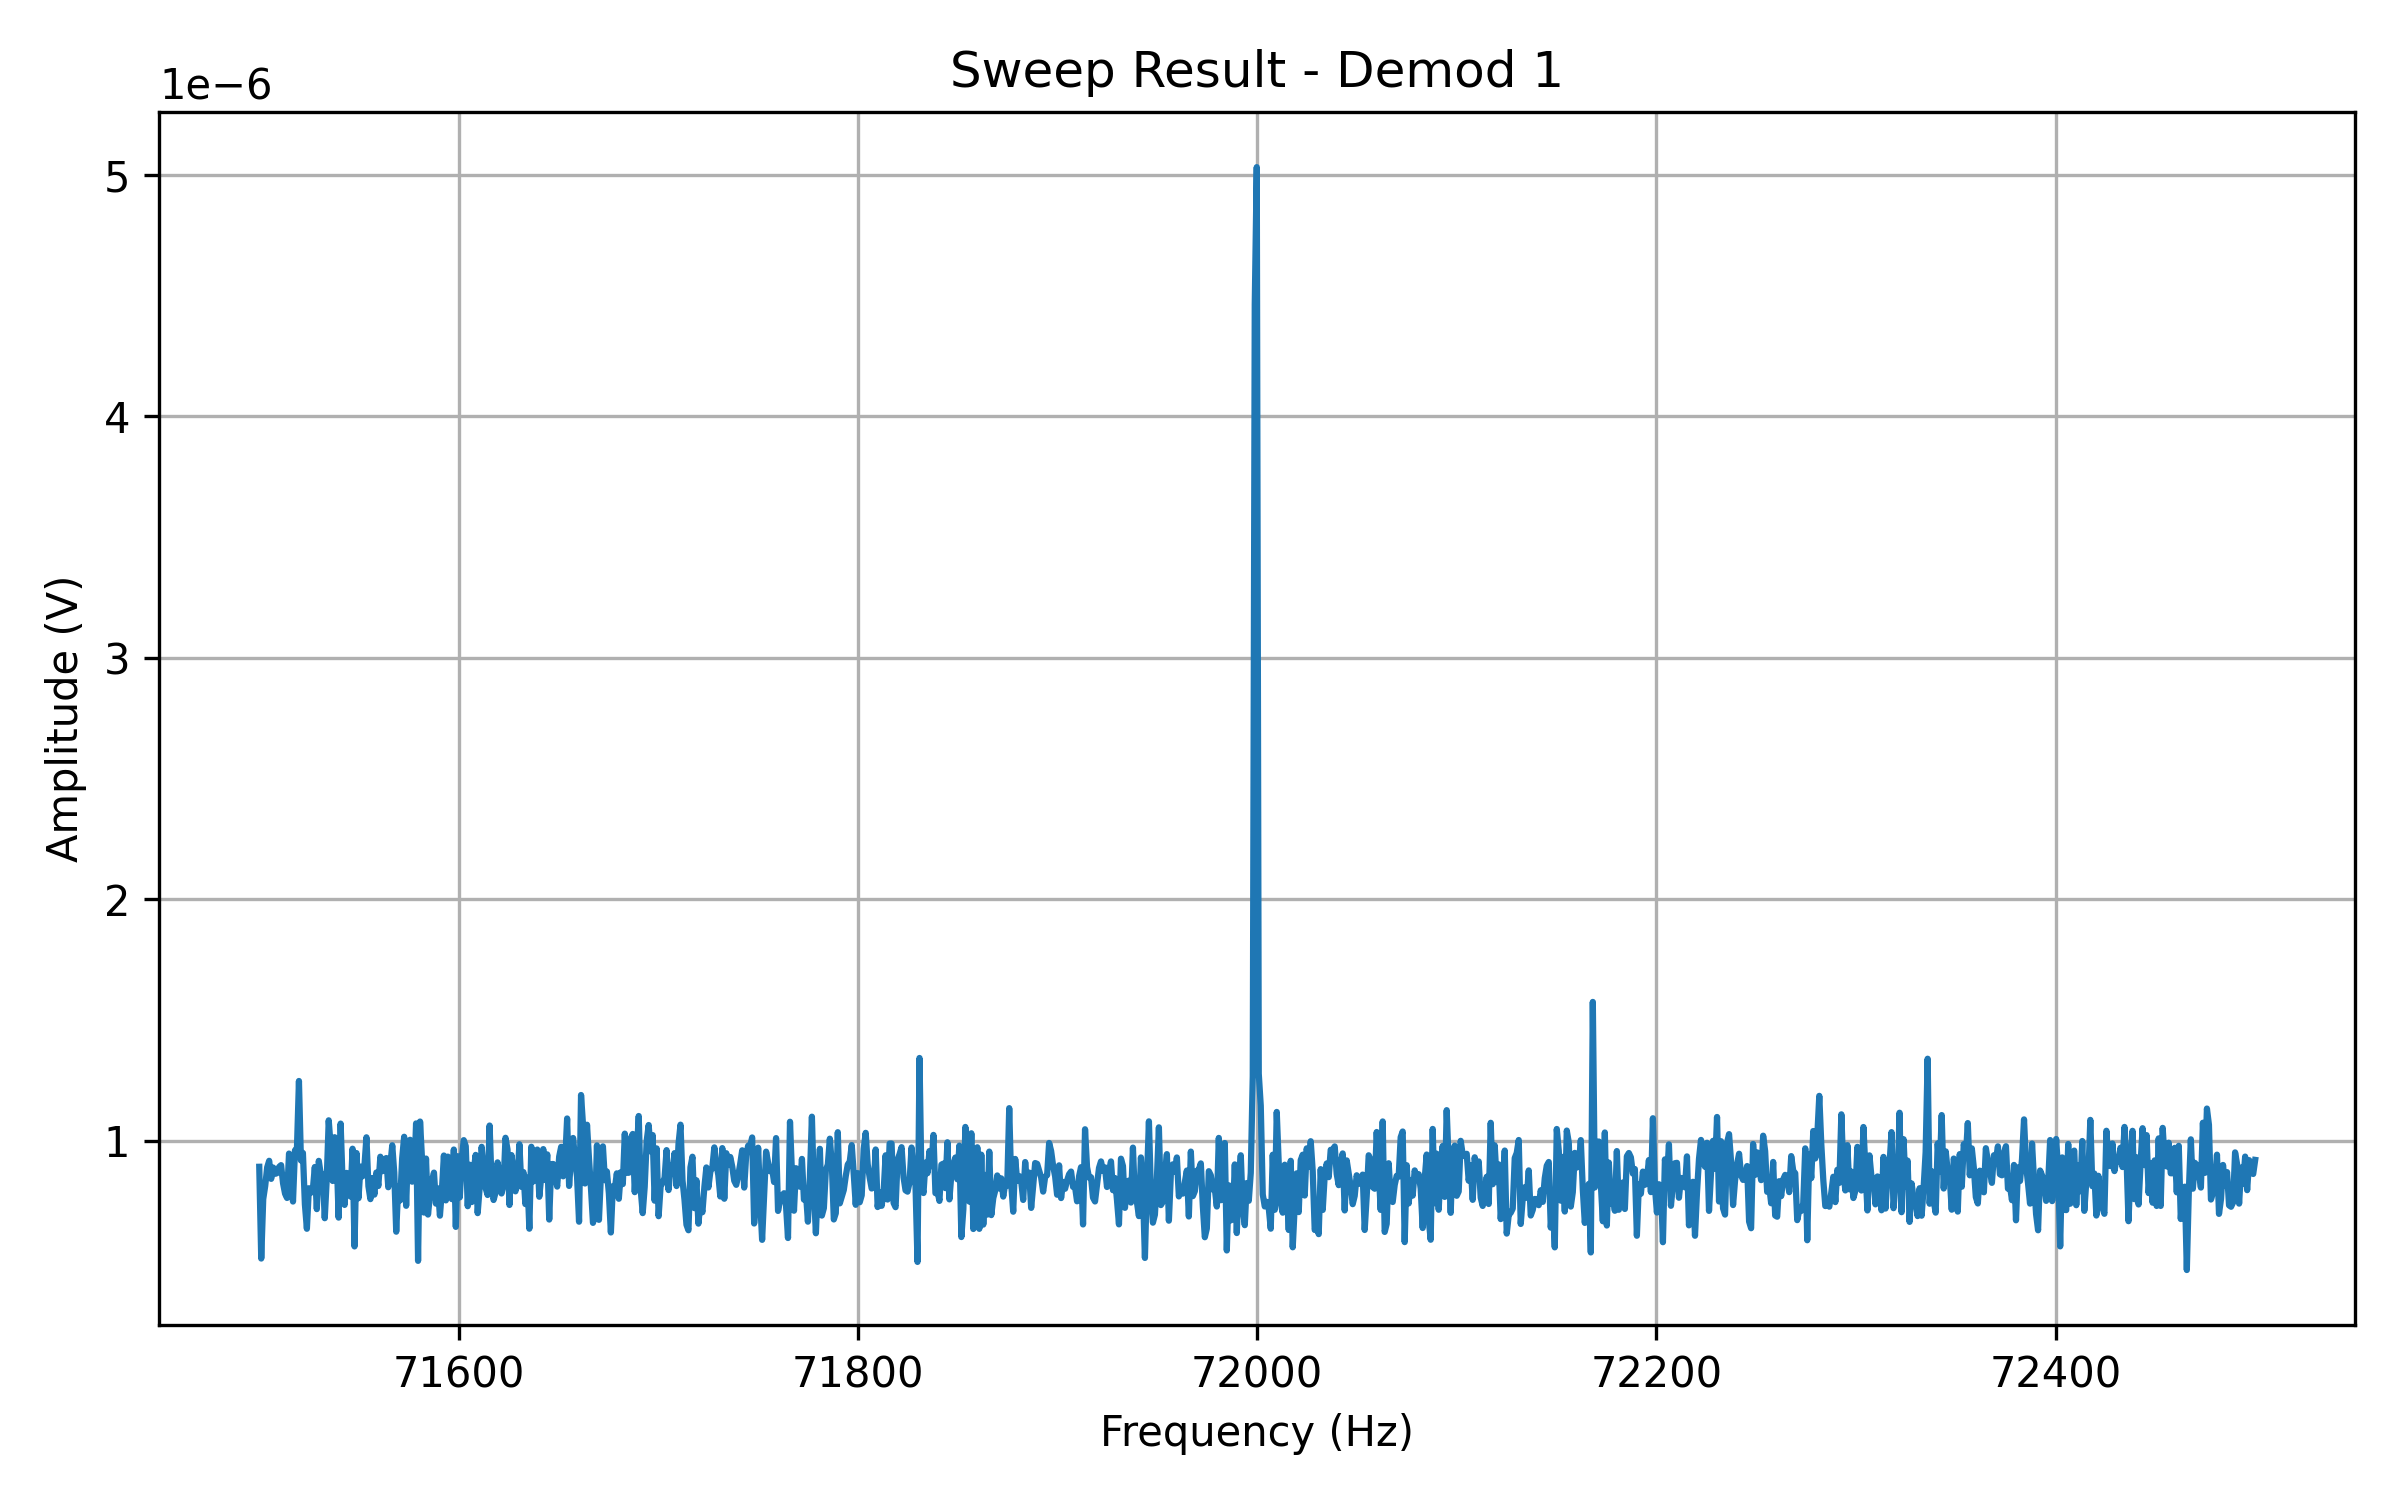 Sweep Result - Demod 1
1e−6
5
4
3
2
1
Amplitude (V)
71600 71800 72000 72200 72400
Frequency (Hz)